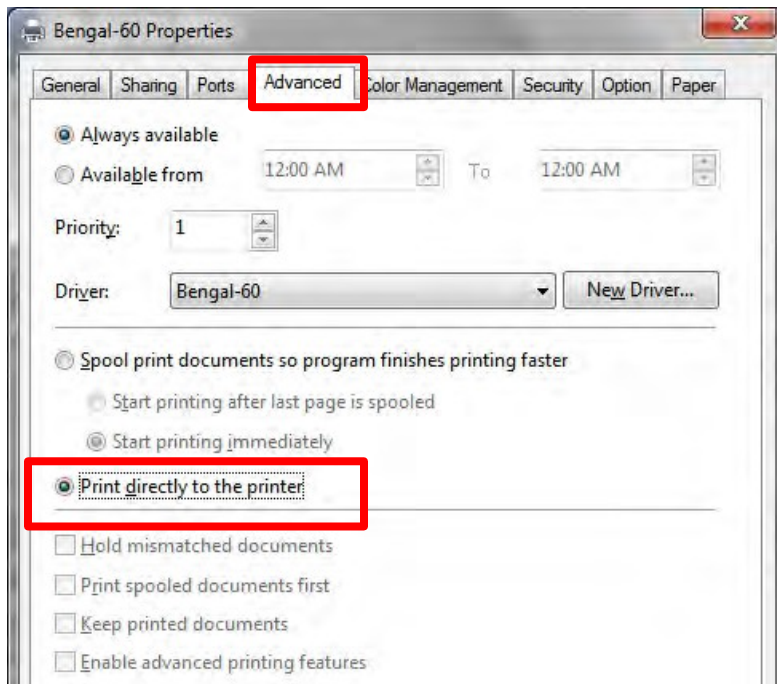 Bengal-60 Properties
X
General Sharing Ports Advanced Color Management Security Option Paper
Always available
Available from 12:00 AM To 12:00 AM
Priority: 1
Driver: Bengal-60 New Driver...
Spool print documents so program finishes printing faster
Start printing after last page is spooled
Start printing immediately
Print directly to the printer
Hold mismatched documents
Print spooled documents first
Keep printed documents
Enable advanced printing features